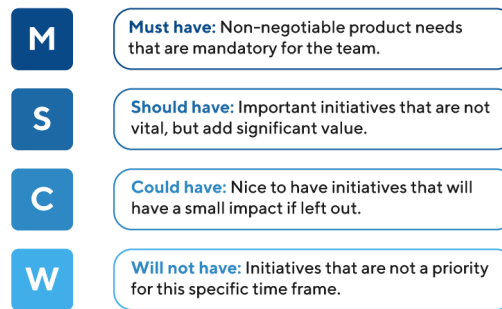 M
Must have: Non-negotiable product needs
that are mandatory for the team.
S
Should have: Important initiatives that are not
vital, but add significant value.
C
Could have: Nice to have initiatives that will
have a small impact if left out.
W
Will not have: Initiatives that are not a priority
for this specific time frame.